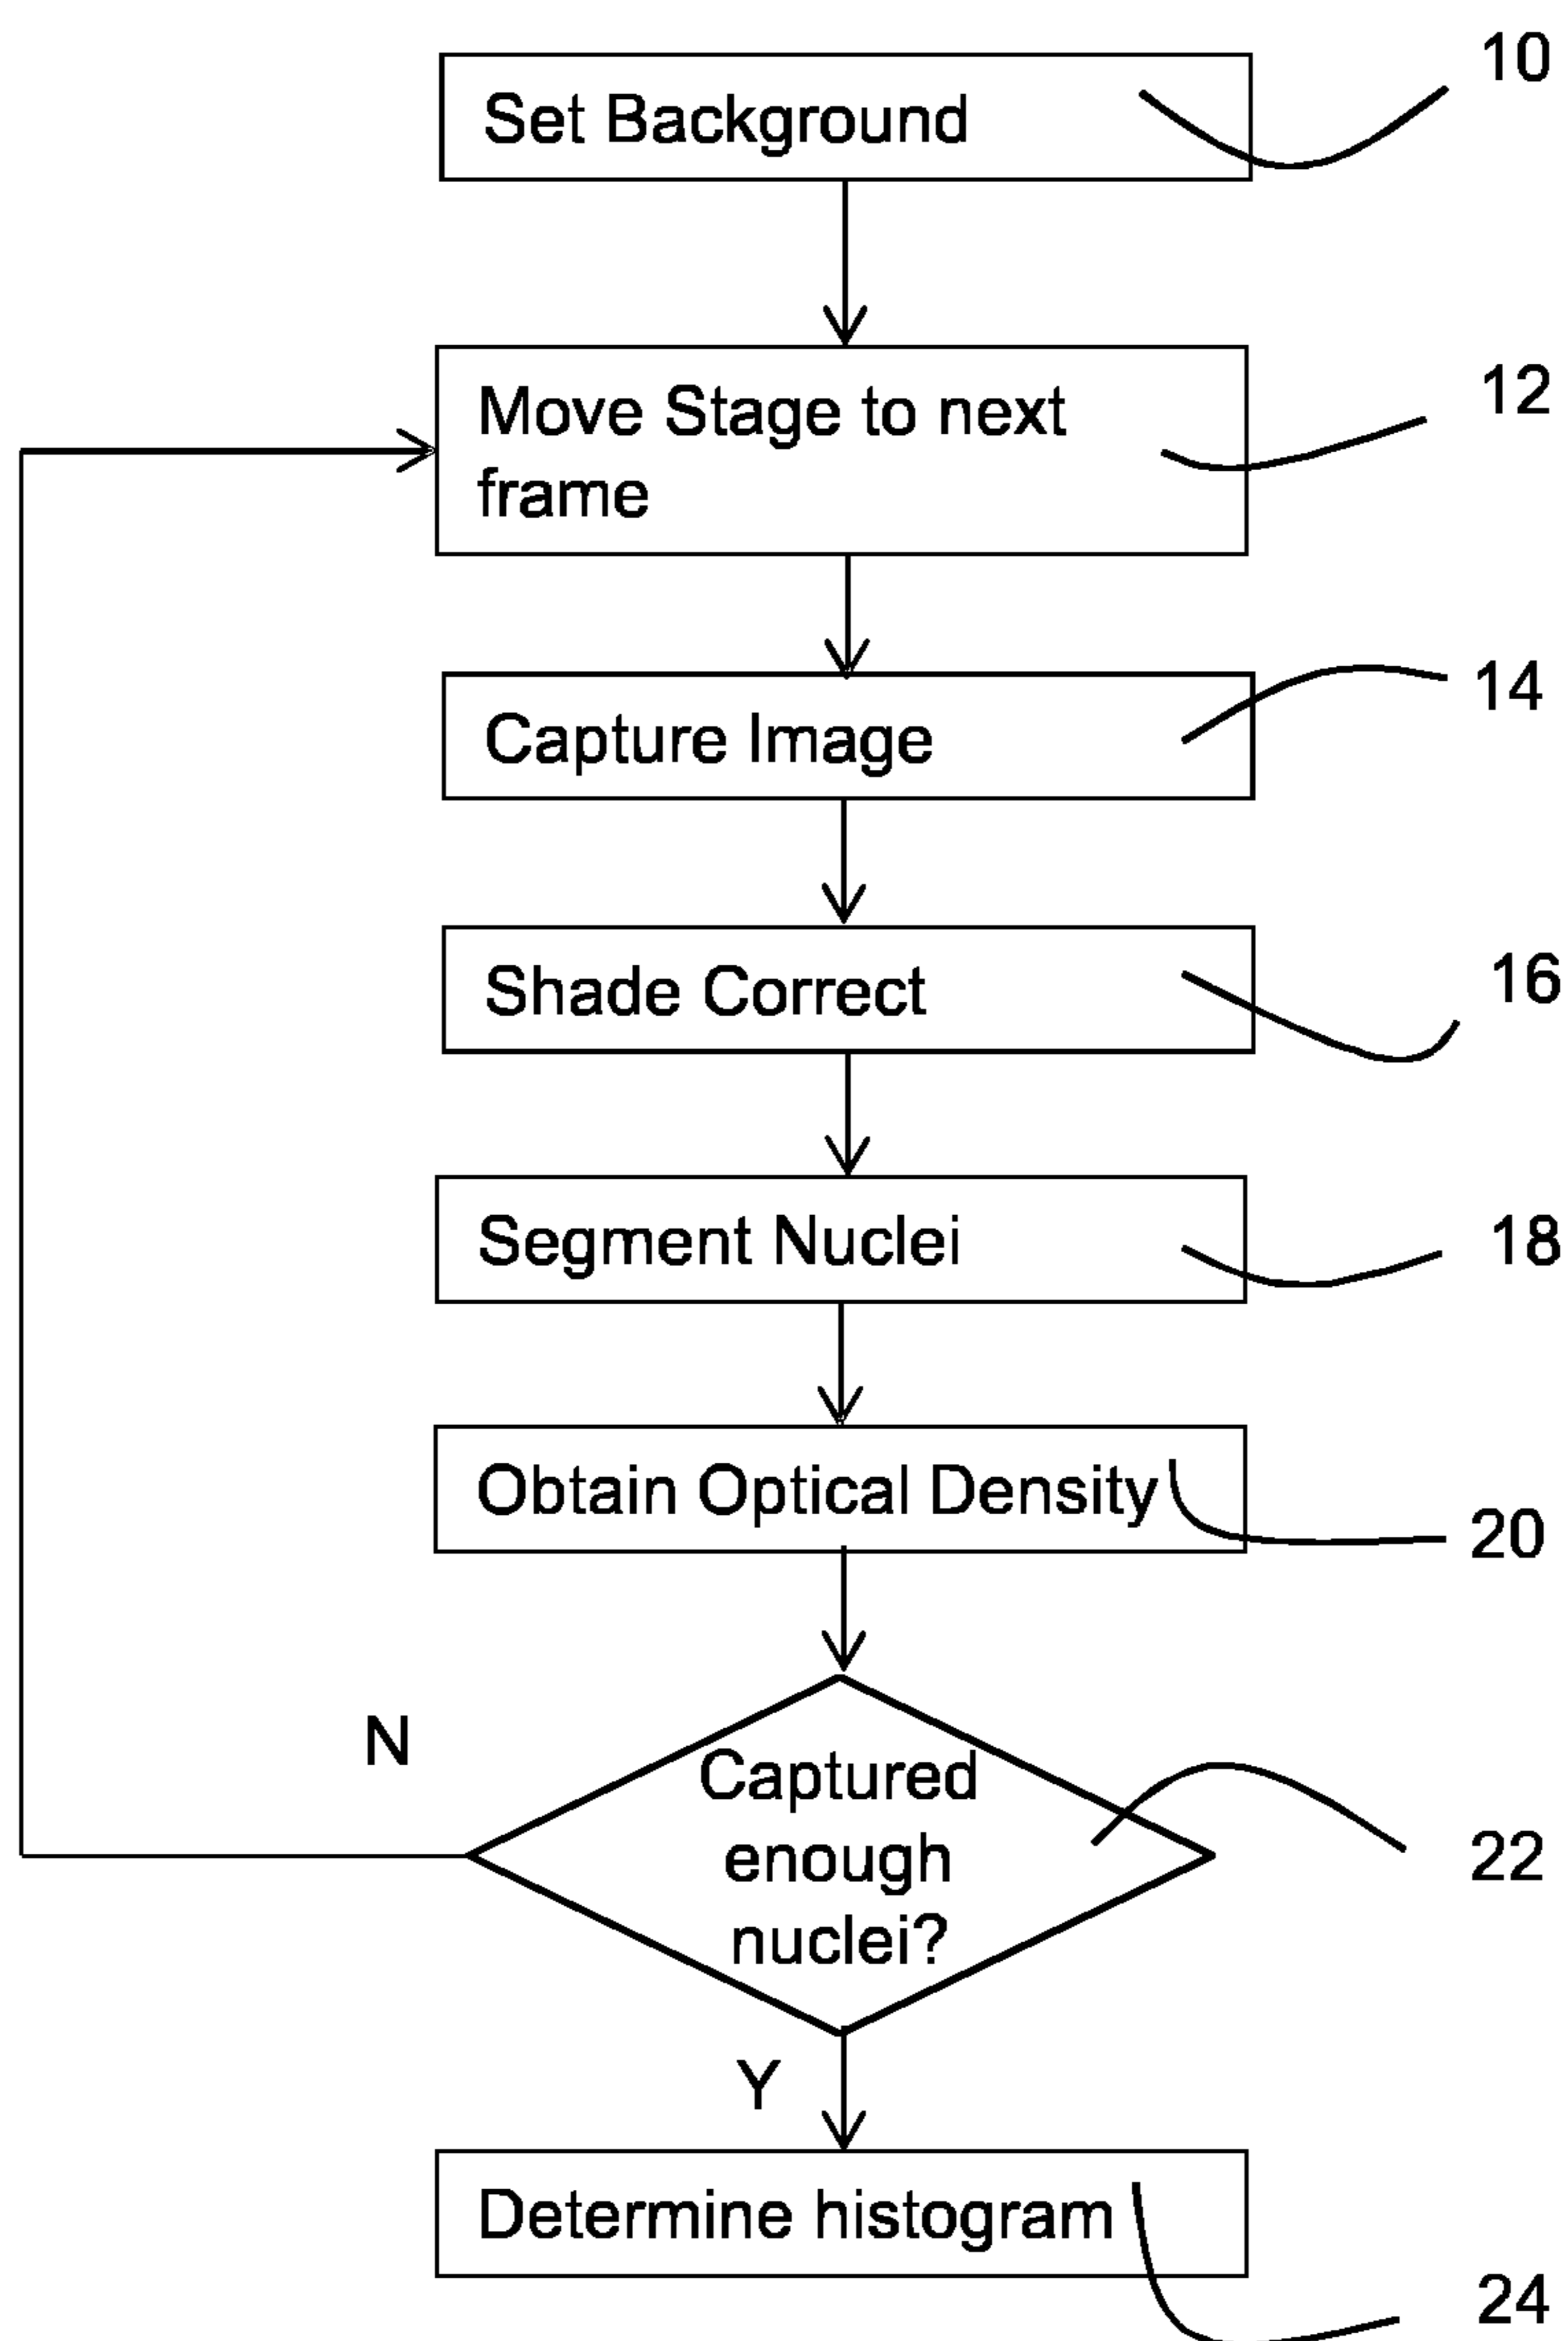 Set Background
10
Move Stage to next
frame
12
Capture Image
14
Shade Correct
16
Segment Nuclei
18
Obtain Optical Density
20
N
Captured
enough
nuclei?
22
Y
Determine histogram
24